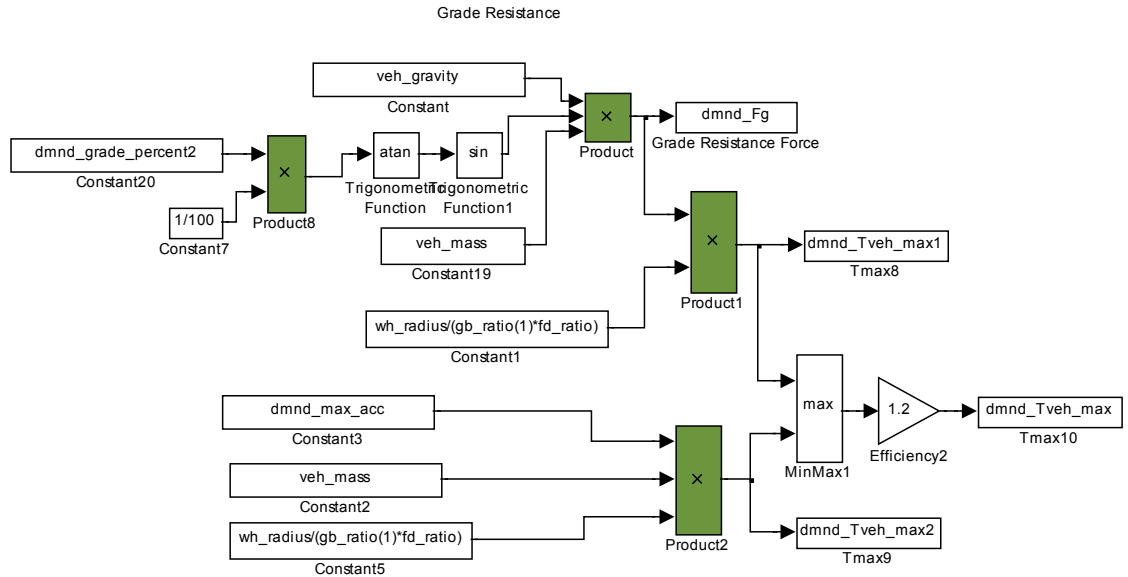 Grade Resistance
veh_gravity
Constant
×
Product
dmnd_Fg
Grade Resistance Force
dmnd_grade_percent2
Constant20
1/100
Constant7
×
Product8
atan
Trigonometric
Function
sin
Trigonometric
Function1
veh_mass
Constant19
×
Product1
dmnd_Tveh_max1
Tmax8
wh_radius/(gb_ratio(1)*fd_ratio)
Constant1
dmnd_max_acc
Constant3
veh_mass
Constant2
wh_radius/(gb_ratio(1)*fd_ratio)
Constant5
×
Product2
max
MinMax1
1.2
Efficiency2
dmnd_Tveh_max
Tmax10
dmnd_Tveh_max2
Tmax9